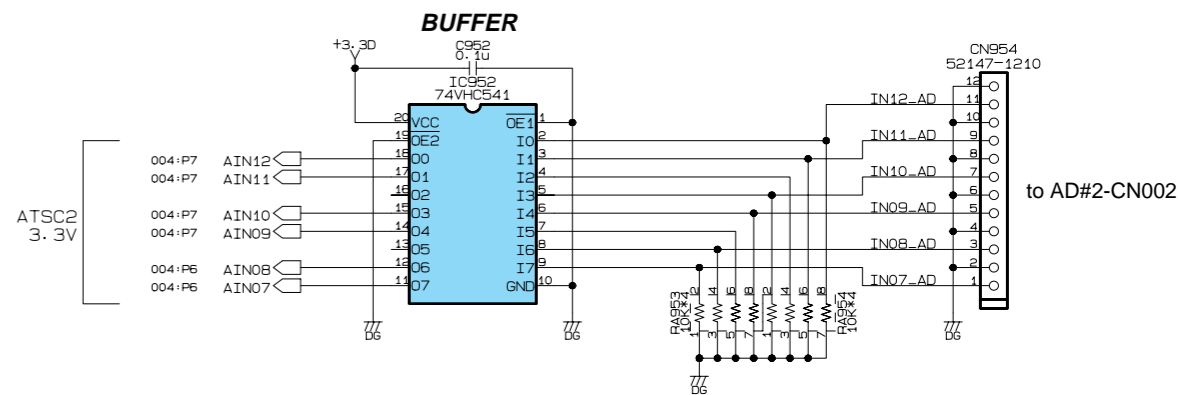 BUFFER
+3.3D
C952
0.1u
IC952
74VHC541
CN954
52147-1210
20 VCC OE1 1
19 OE2 I0 2
004:P7 AIN12 18 O0 I1 3
004:P7 AIN11 17 O1 I2 4
16 O2 I3 5
004:P7 AIN10 15 O3 I4 6
004:P7 AIN09 14 O4 I5 7
13 O5 I6 8
004:P6 AIN08 12 O6 I7 9
004:P6 AIN07 11 O7 GND 10
ATSC2
3.3V
12
IN12_AD 11
10
IN11_AD 9
8
IN10_AD 7
6
IN09_AD 5
4
IN08_AD 3
2
IN07_AD 1
to AD#2-CN002
RA953
10K*4
2 4 6 8 2 4 6 8
1 3 5 7 1 3 5 7
RA954
10K*4
DG
DG
DG
DG